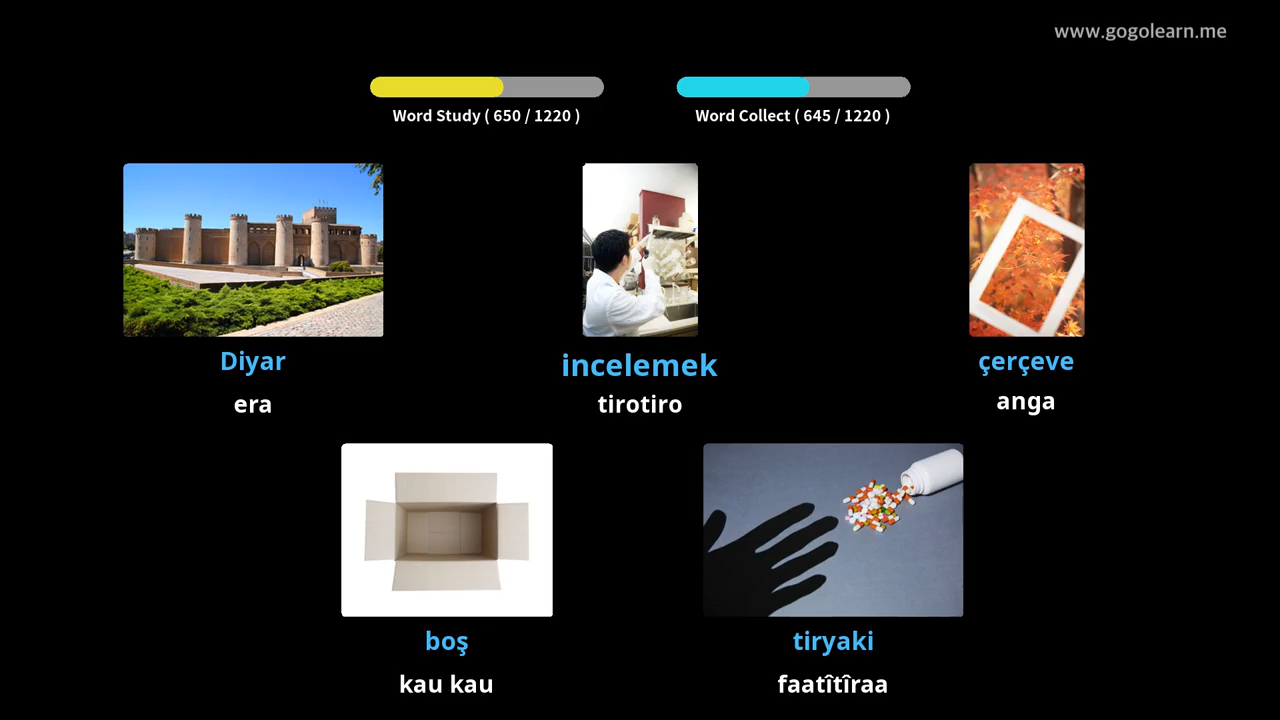 www.gogolearn.me
Word Study ( 650 / 1220 )
Word Collect ( 645 / 1220 )
Diyar
era
incelemek
tirotiro
çerçeve
anga
boş
kau kau
tiryaki
faatîtîraa